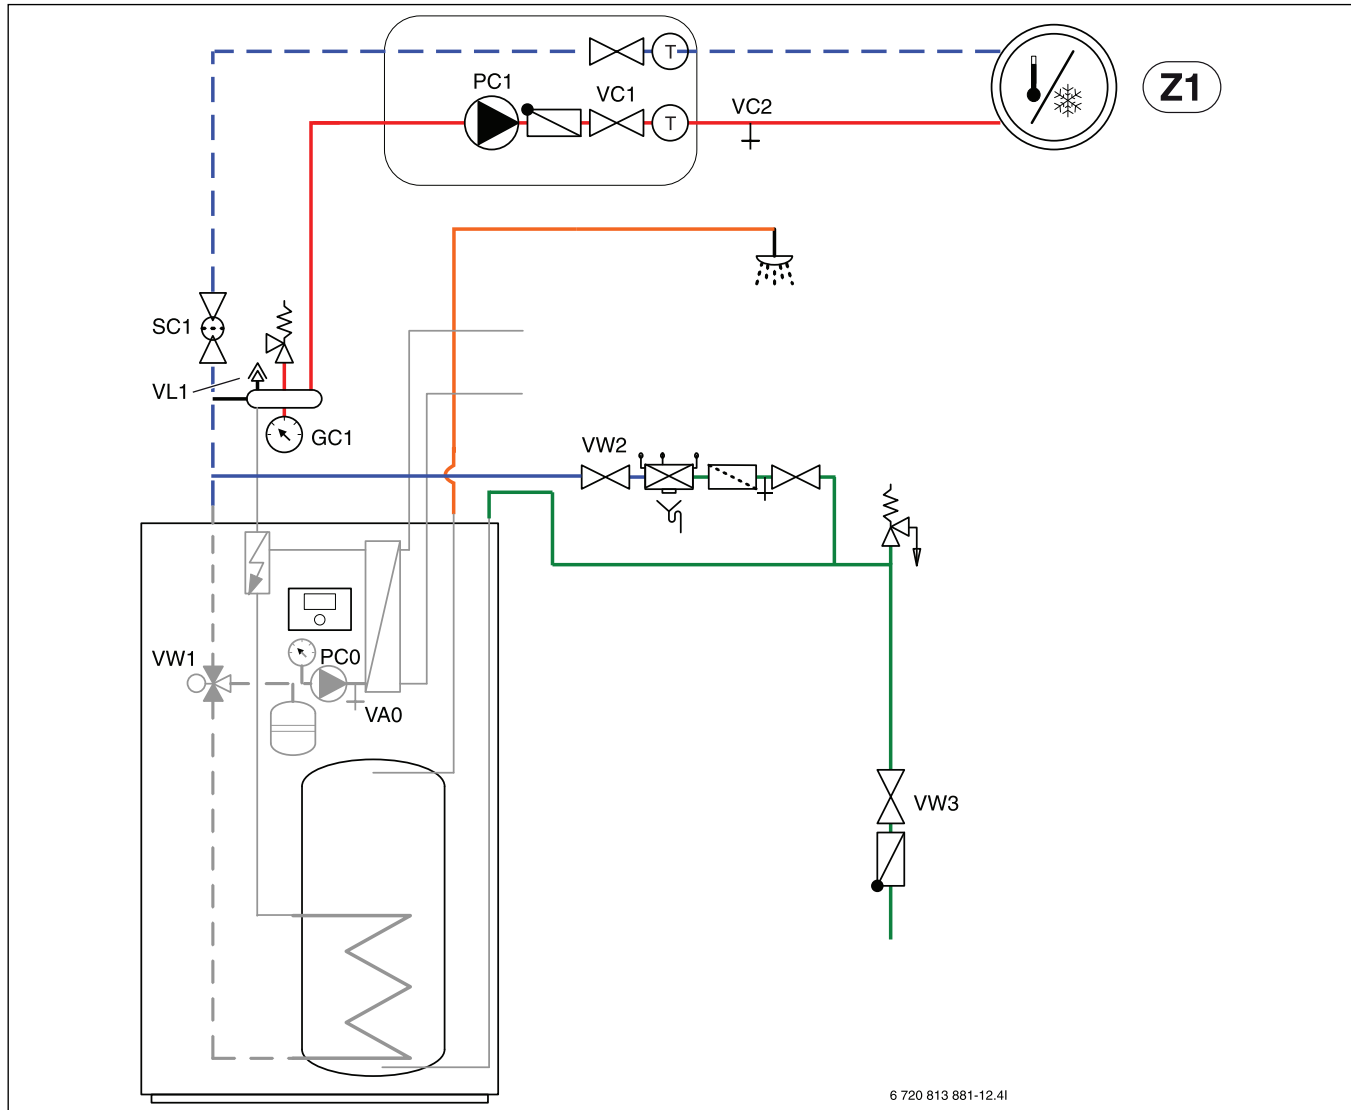 T
PC1
VC1
Z1
VC2
T
SC1
VL1
GC1
VW2
VW1
PC0
VA0
VW3
6 720 813 881-12.4I